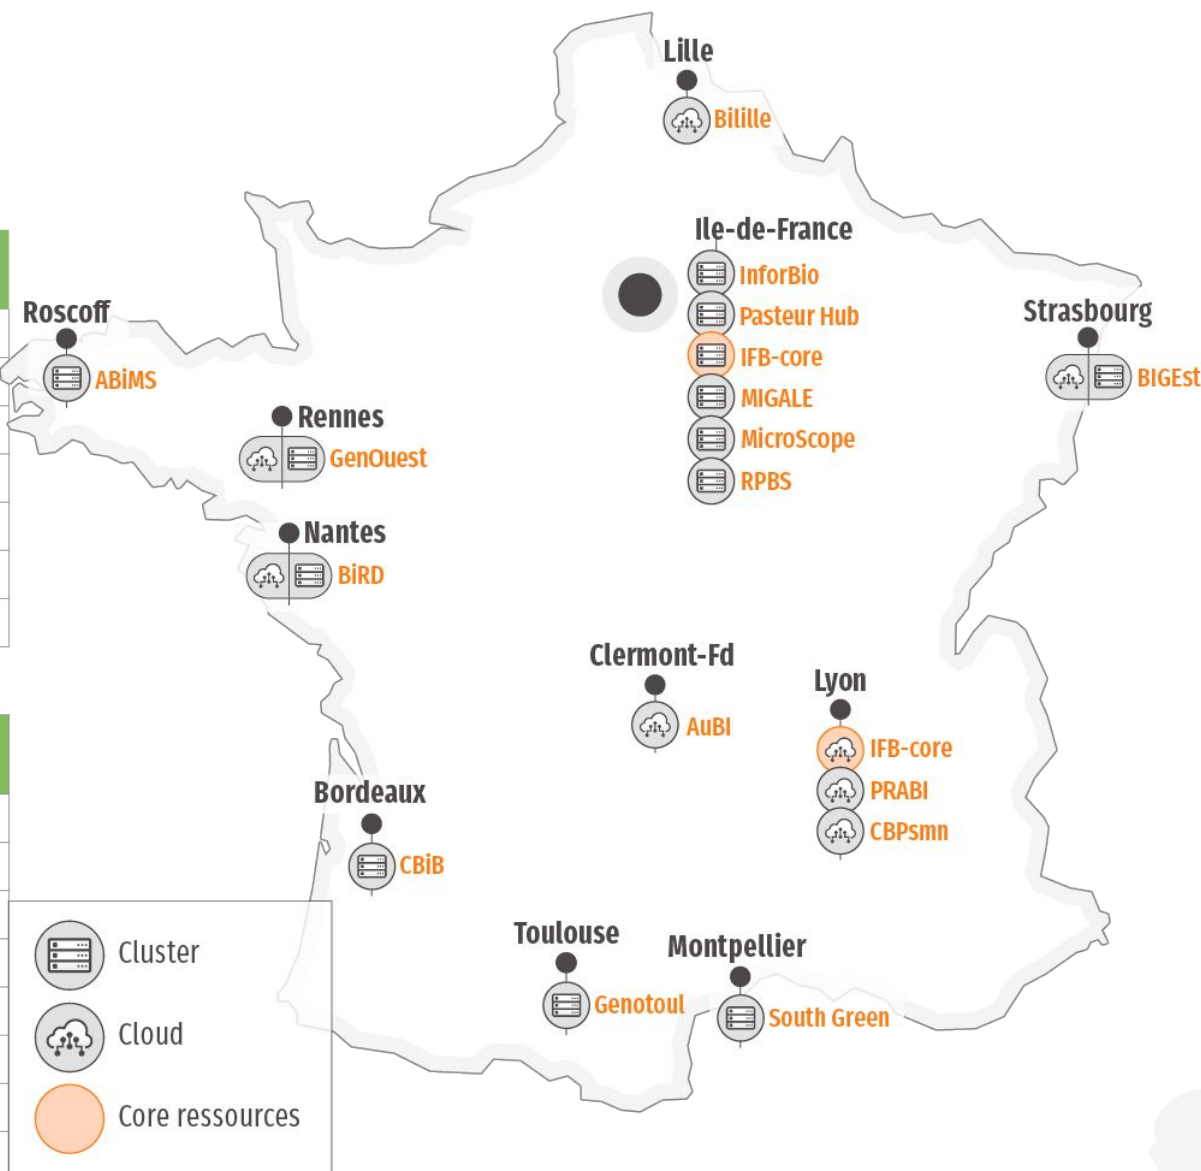 Lille
Bilille
Ile-de-France
InforBio
Pasteur Hub
IFB-core
MIGALE
MicroScope
RPBS
Roscoff
ABiMS
Strasbourg
BIGEst
Rennes
GenOuest
Nantes
BiRD
Clermont-Fd
AuBI
Lyon
IFB-core
PRABI
CBPsmn
Bordeaux
CBiB
Toulouse
Genotoul
Montpellier
South Green
Cluster
Cloud
Core ressources